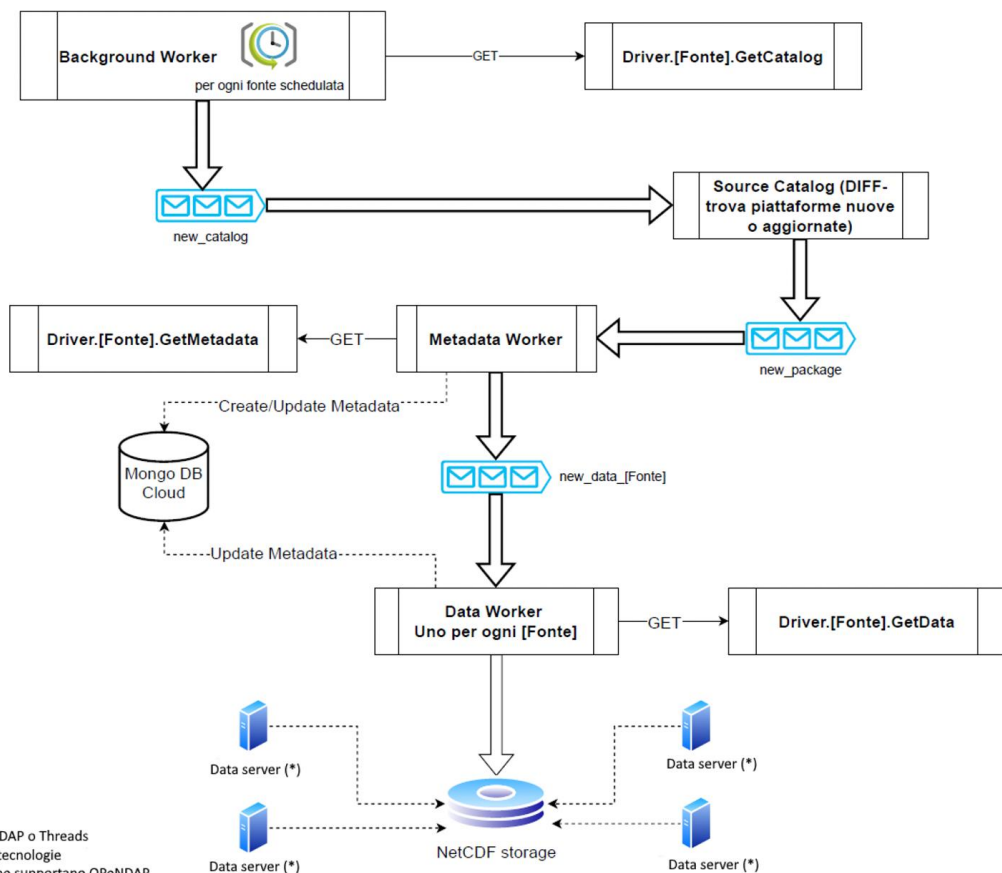 Background Worker
per ogni fonte schedulata
GET
Driver.[Fonte].GetCatalog
new_catalog
Source Catalog (DIFF-
trova piattaforme nuove
o aggiornate)
new_package
Driver.[Fonte].GetMetadata
GET
Metadata Worker
Create/Update Metadata
Mongo DB
Cloud
new_data_[Fonte]
Update Metadata
Data Worker
Uno per ogni [Fonte]
GET
Driver.[Fonte].GetData
Data server (*)
Data server (*)
DAP o Threads
tecnologie
supportano OPeNDAP
NetCDF storage
Data server (*)
Data server (*)